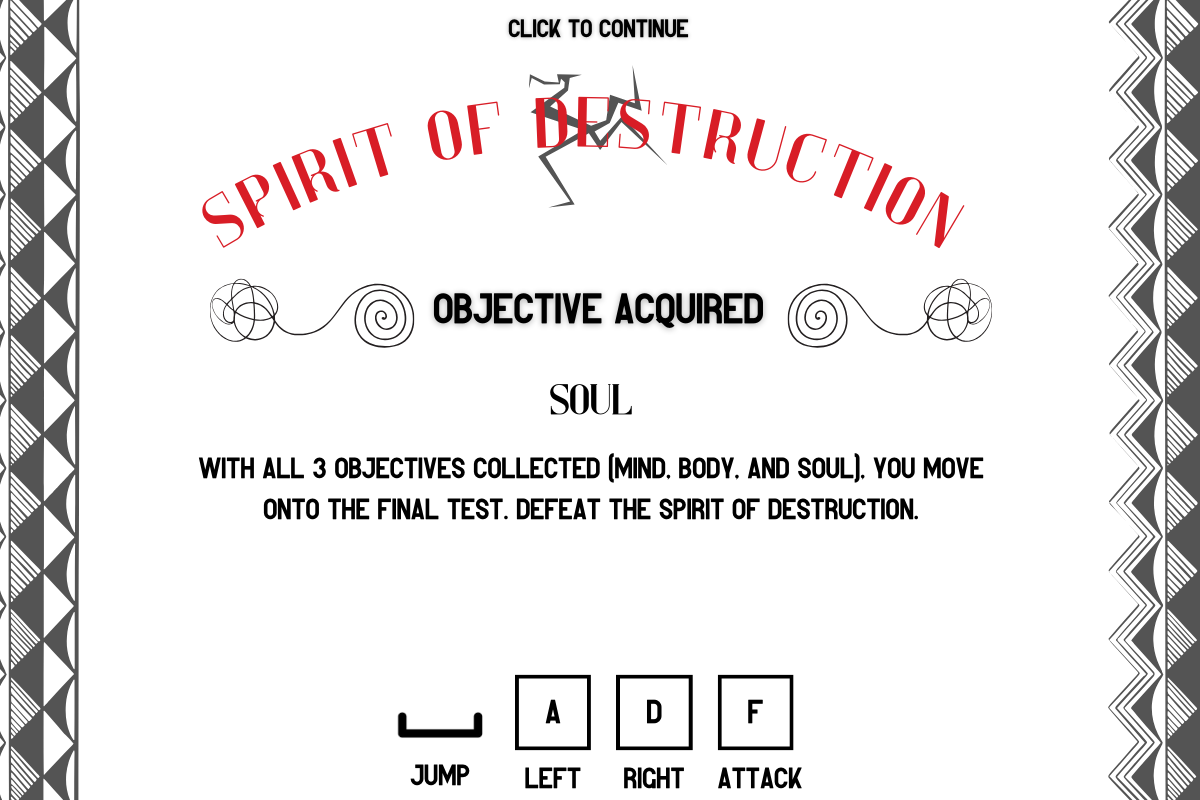 CLICK TO CONTINUE
SPIRIT OF DESTRUCTION
OBJECTIVE ACQUIRED
SOUL
WITH ALL 3 OBJECTIVES COLLECTED (MIND, BODY, AND SOUL), YOU MOVE
ONTO THE FINAL TEST. DEFEAT THE SPIRIT OF DESTRUCTION.
A D F
JUMP LEFT RIGHT ATTACK